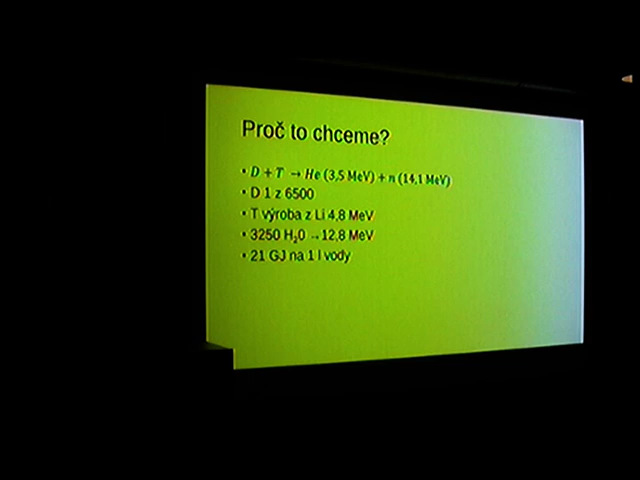 Proč to chceme?
• D + T → He (3,5 MeV) + n (14,1 MeV)
• D 1 z 6500
• T výroba z Li 4,8 MeV
• 3250 H₂0 →12,8 MeV
• 21 GJ na 1 l vody